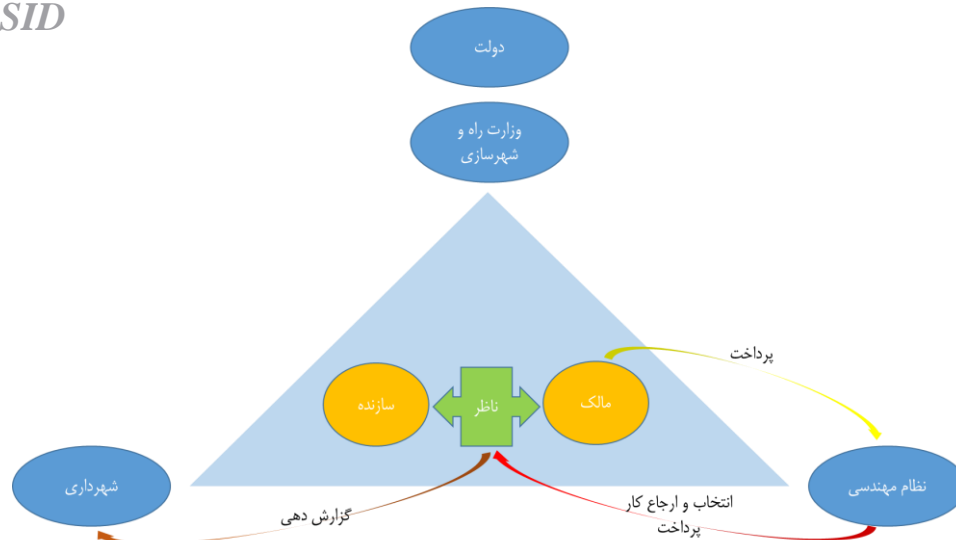 SID
دولت
وزارت راه و
شهرسازی
پرداخت
مالک
ناظر
سازنده
نظام مهندسی
شهرداری
انتخاب و ارجاع کار
پرداخت
گزارش دهی